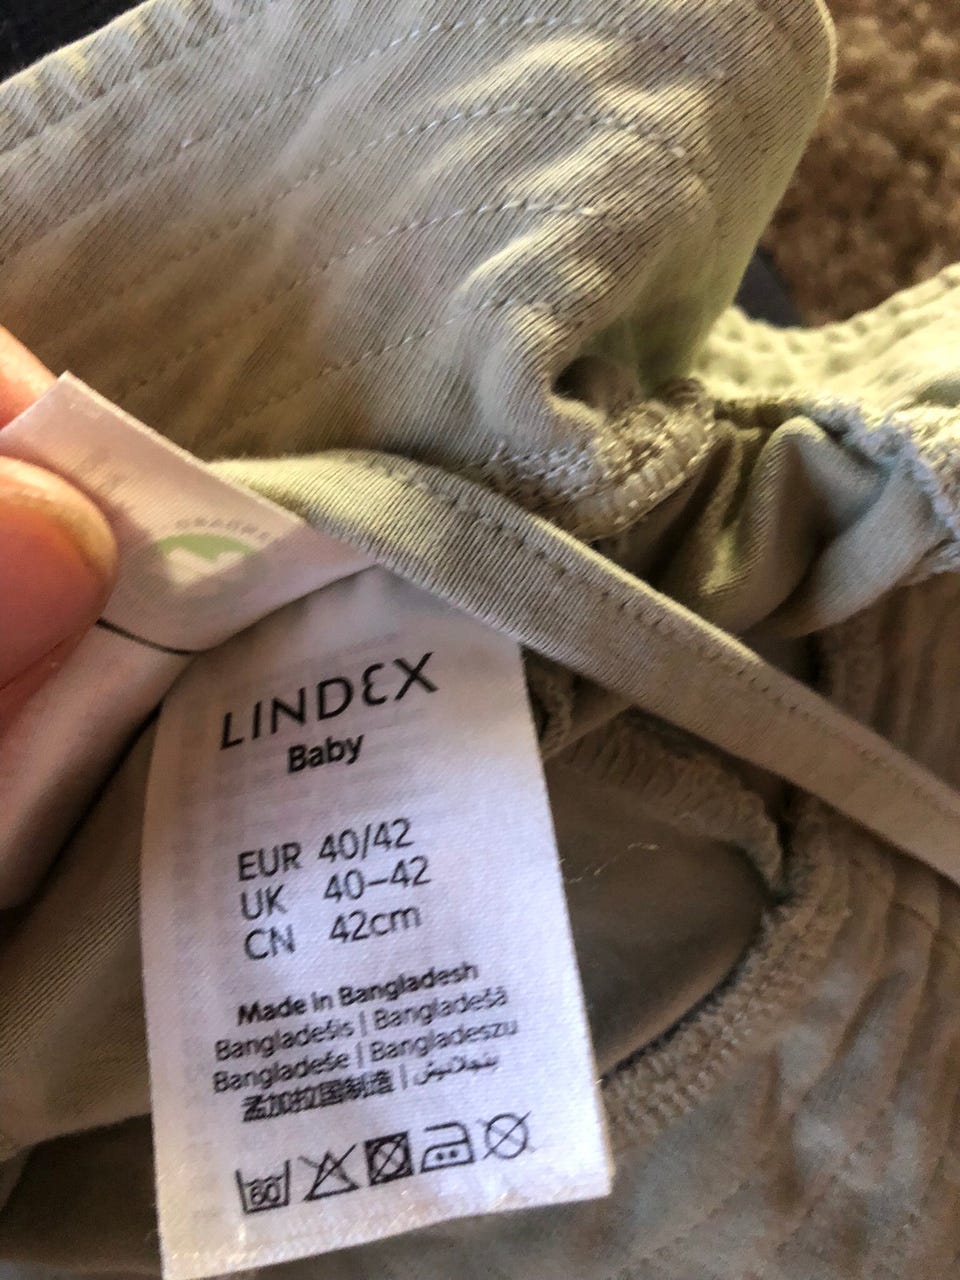 LINDEX
Baby
EUR 40/42
UK 40–42
CN 42cm
Made in Bangladesh
Bangladešis | Bangladešā
Bangladeše | Bangladeszu
孟加拉国制造 |
60